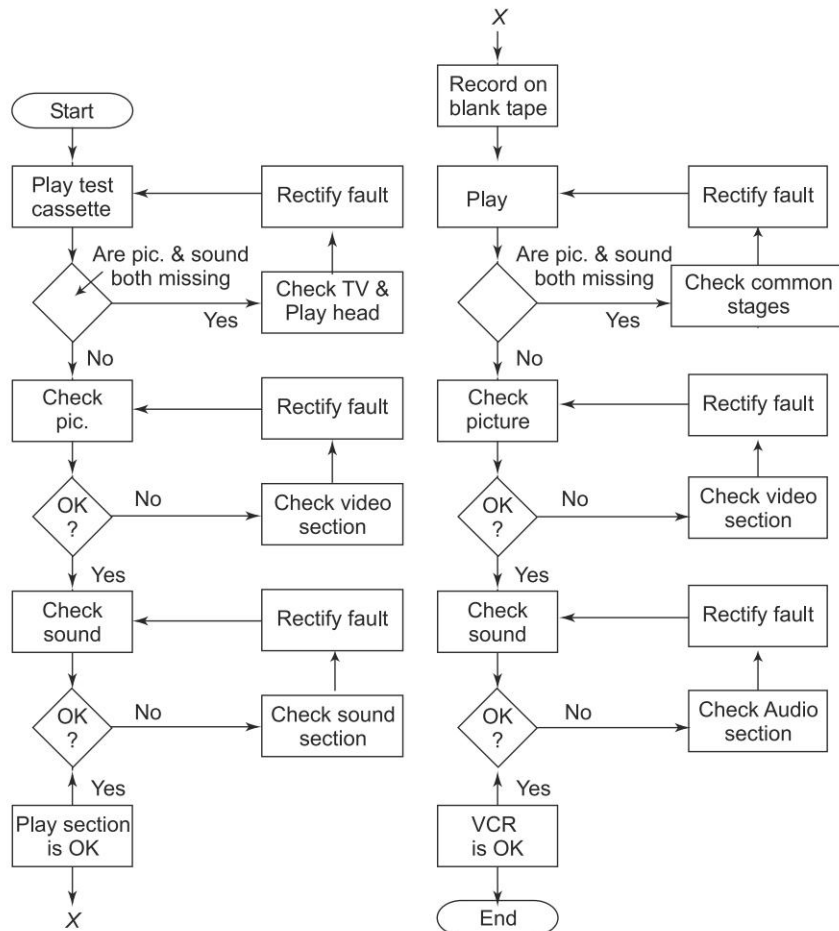 Start
Play test
cassette
Rectify fault
Are pic. & sound
both missing
Yes
Check TV &
Play head
No
Check
pic.
Rectify fault
OK
?
No
Check video
section
Yes
Check
sound
Rectify fault
OK
?
No
Check sound
section
Yes
Play section
is OK
X
X
Record on
blank tape
Play
Rectify fault
Are pic. & sound
both missing
Yes
Check common
stages
No
Check
picture
Rectify fault
OK
?
No
Check video
section
Yes
Check
sound
Rectify fault
OK
?
No
Check Audio
section
Yes
VCR
is OK
End